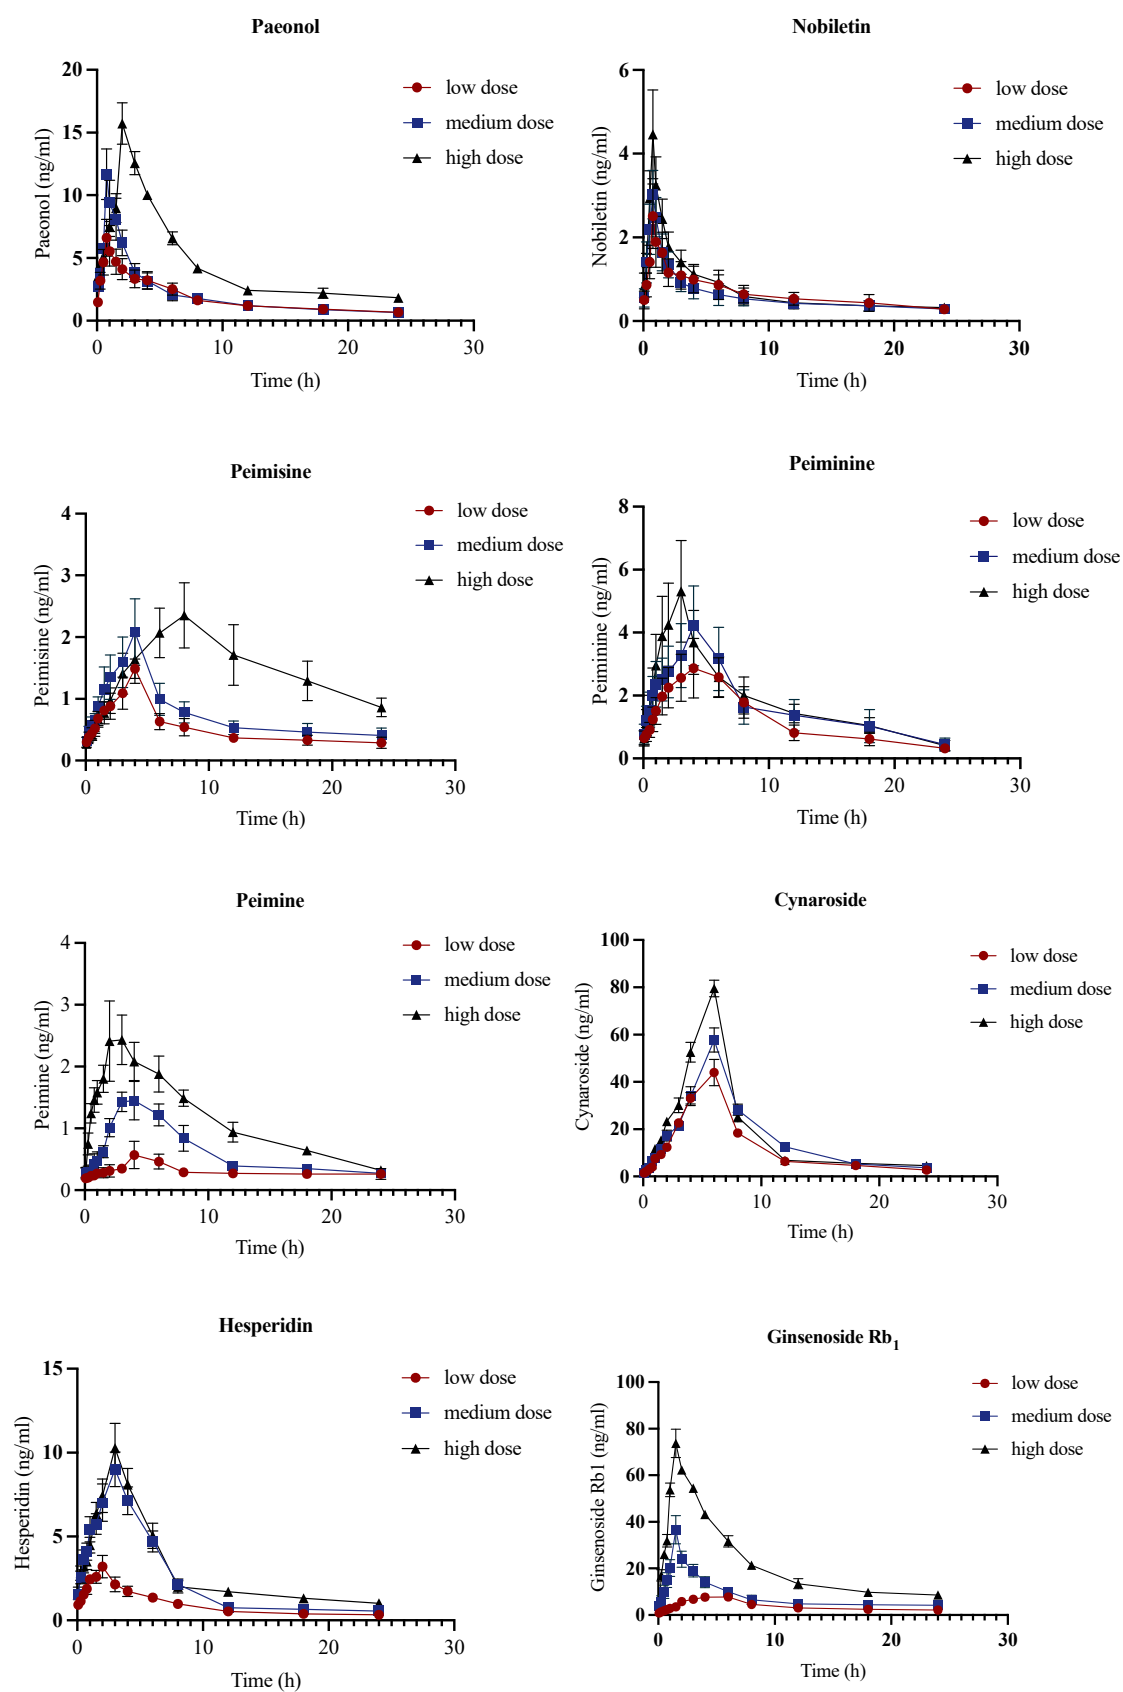 Paeonol
20
15
10
5
0
0 10 20 30
Paeonol (ng/ml)
Time (h)
low dose
medium dose
high dose
Nobiletin
6
4
2
0
0 10 20 30
Nobiletin (ng/ml)
Time (h)
low dose
medium dose
high dose
Peimisine
4
3
2
1
0
0 10 20 30
Peimisine (ng/ml)
Time (h)
low dose
medium dose
high dose
Peiminine
8
6
4
2
0
0 10 20 30
Peiminine (ng/ml)
Time (h)
low dose
medium dose
high dose
Peimine
4
3
2
1
0
0 10 20 30
Peimine (ng/ml)
Time (h)
low dose
medium dose
high dose
Cynaroside
100
80
60
40
20
0
0 10 20 30
Cynaroside (ng/ml)
Time (h)
low dose
medium dose
high dose
Hesperidin
15
10
5
0
0 10 20 30
Hesperidin (ng/ml)
Time (h)
low dose
medium dose
high dose
Ginsenoside Rb1
100
80
60
40
20
0
0 10 20 30
Ginsenoside Rb1 (ng/ml)
Time (h)
low dose
medium dose
high dose